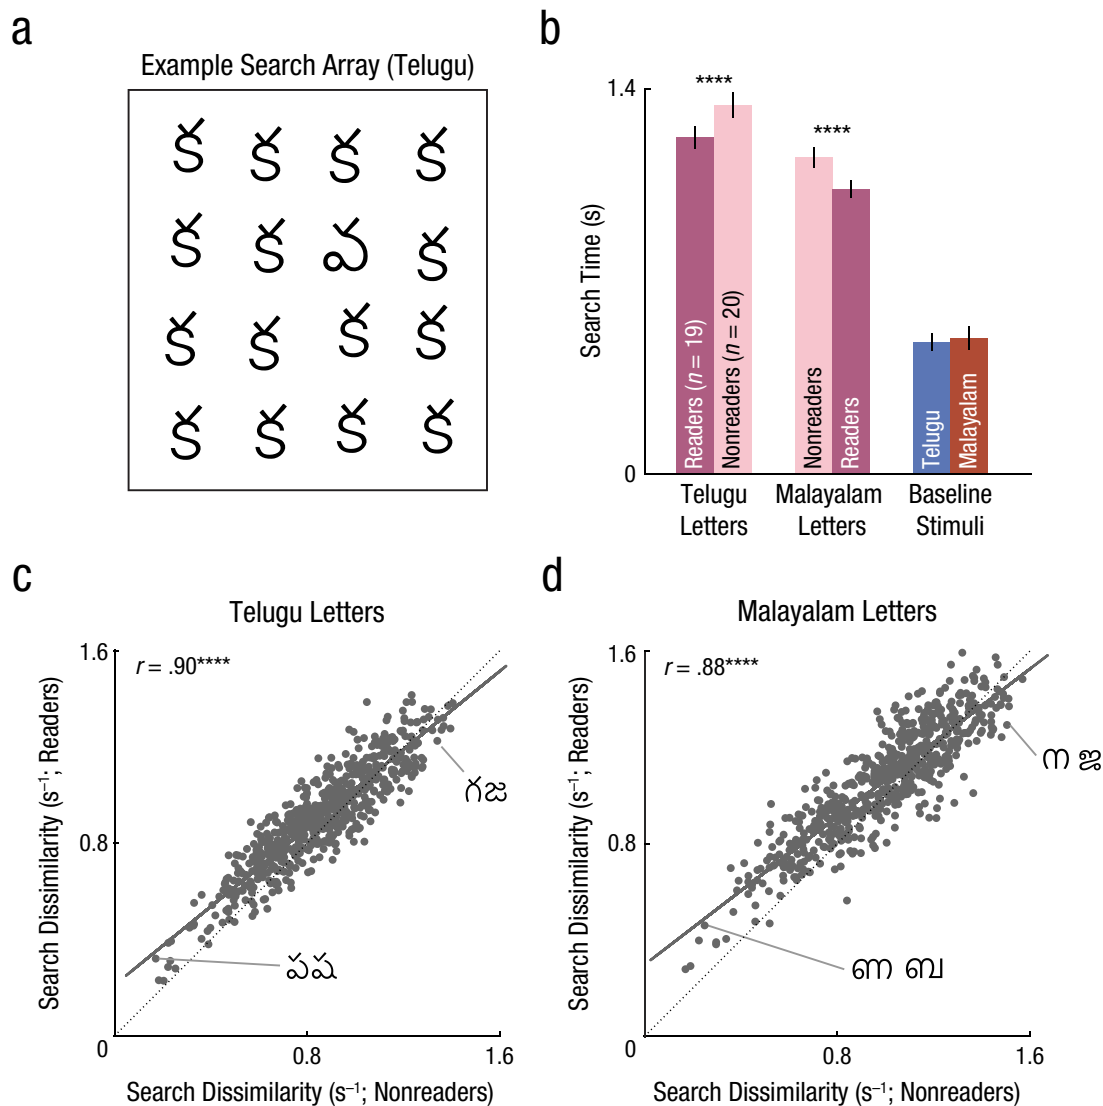 a
Example Search Array (Telugu)
క క క క
క క ప క
క క క క
క క క క
b
1.4
0
Search Time (s)
****
****
Readers (n = 19)
Nonreaders (n = 20)
Nonreaders
Readers
Telugu
Malayalam
Telugu
Letters
Malayalam
Letters
Baseline
Stimuli
c
Telugu Letters
r = .90****
1.6
0.8
0
0.8
1.6
Search Dissimilarity (s⁻¹; Readers)
Search Dissimilarity (s⁻¹; Nonreaders)
గజ
పష
d
Malayalam Letters
r = .88****
1.6
0.8
0
0.8
1.6
Search Dissimilarity (s⁻¹; Readers)
Search Dissimilarity (s⁻¹; Nonreaders)
ന ജ
ണ ബ